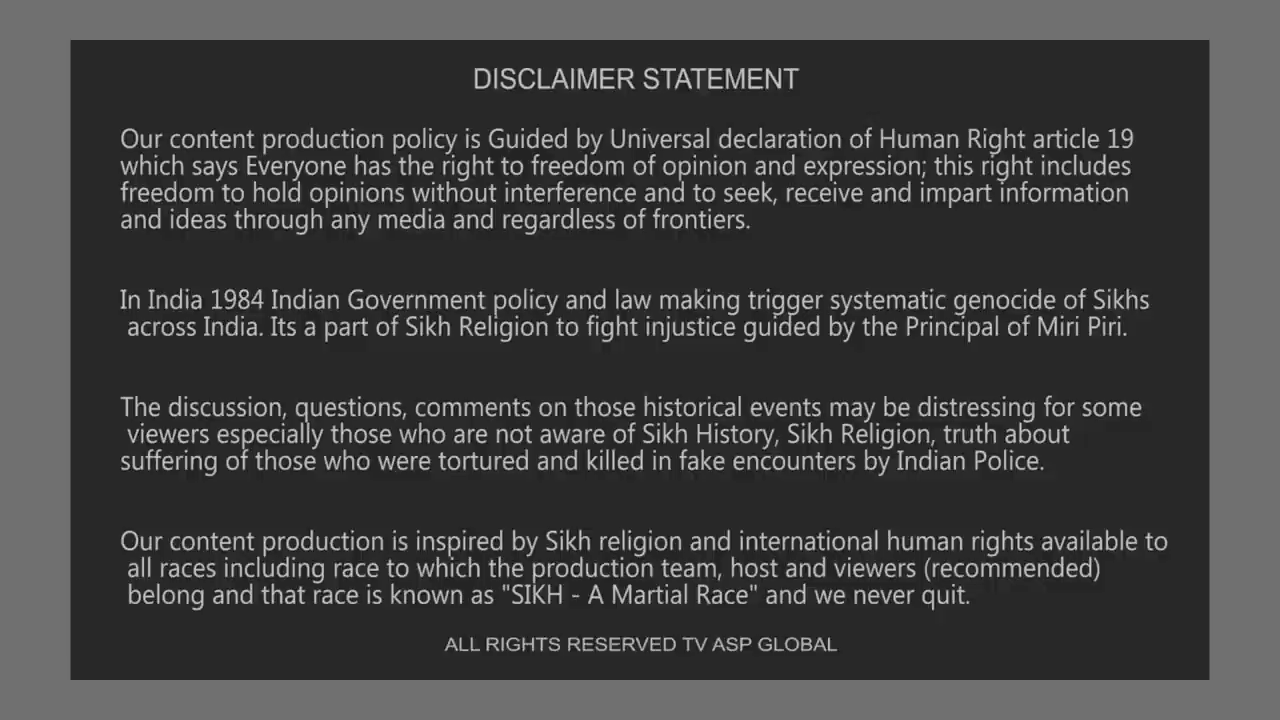 DISCLAIMER STATEMENT
Our content production policy is Guided by Universal declaration of Human Right article 19
which says Everyone has the right to freedom of opinion and expression; this right includes
freedom to hold opinions without interference and to seek, receive and impart information
and ideas through any media and regardless of frontiers.
In India 1984 Indian Government policy and law making trigger systematic genocide of Sikhs
across India. Its a part of Sikh Religion to fight injustice guided by the Principal of Miri Piri.
The discussion, questions, comments on those historical events may be distressing for some
viewers especially those who are not aware of Sikh History, Sikh Religion, truth about
suffering of those who were tortured and killed in fake encounters by Indian Police.
Our content production is inspired by Sikh religion and international human rights available to
all races including race to which the production team, host and viewers (recommended)
belong and that race is known as "SIKH - A Martial Race" and we never quit.
ALL RIGHTS RESERVED TV ASP GLOBAL